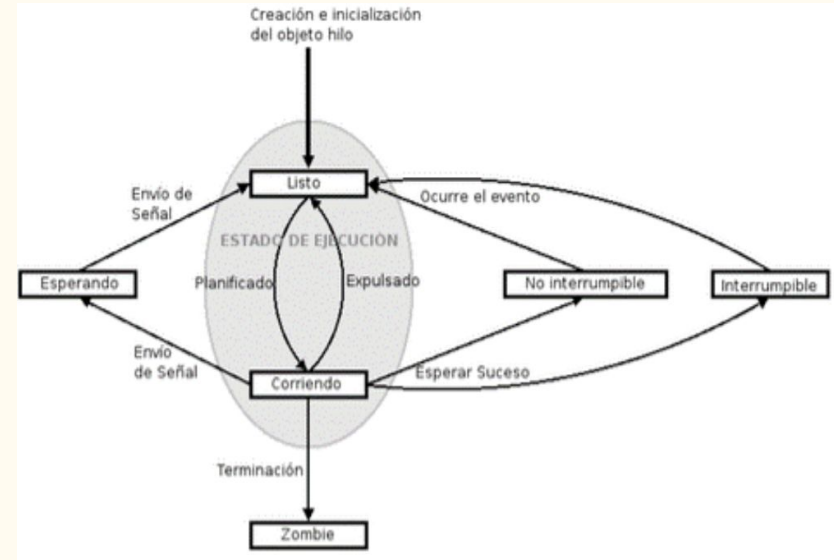 Creación e inicialización
del objeto hilo
Listo
Envío de
Señal
Ocurre el evento
ESTADO DE EJECUCIÒN
Esperando
Planificado
Expulsado
No interrumpible
Interrumpible
Envío
de Señal
Esperar Suceso
Corriendo
Terminación
Zombie